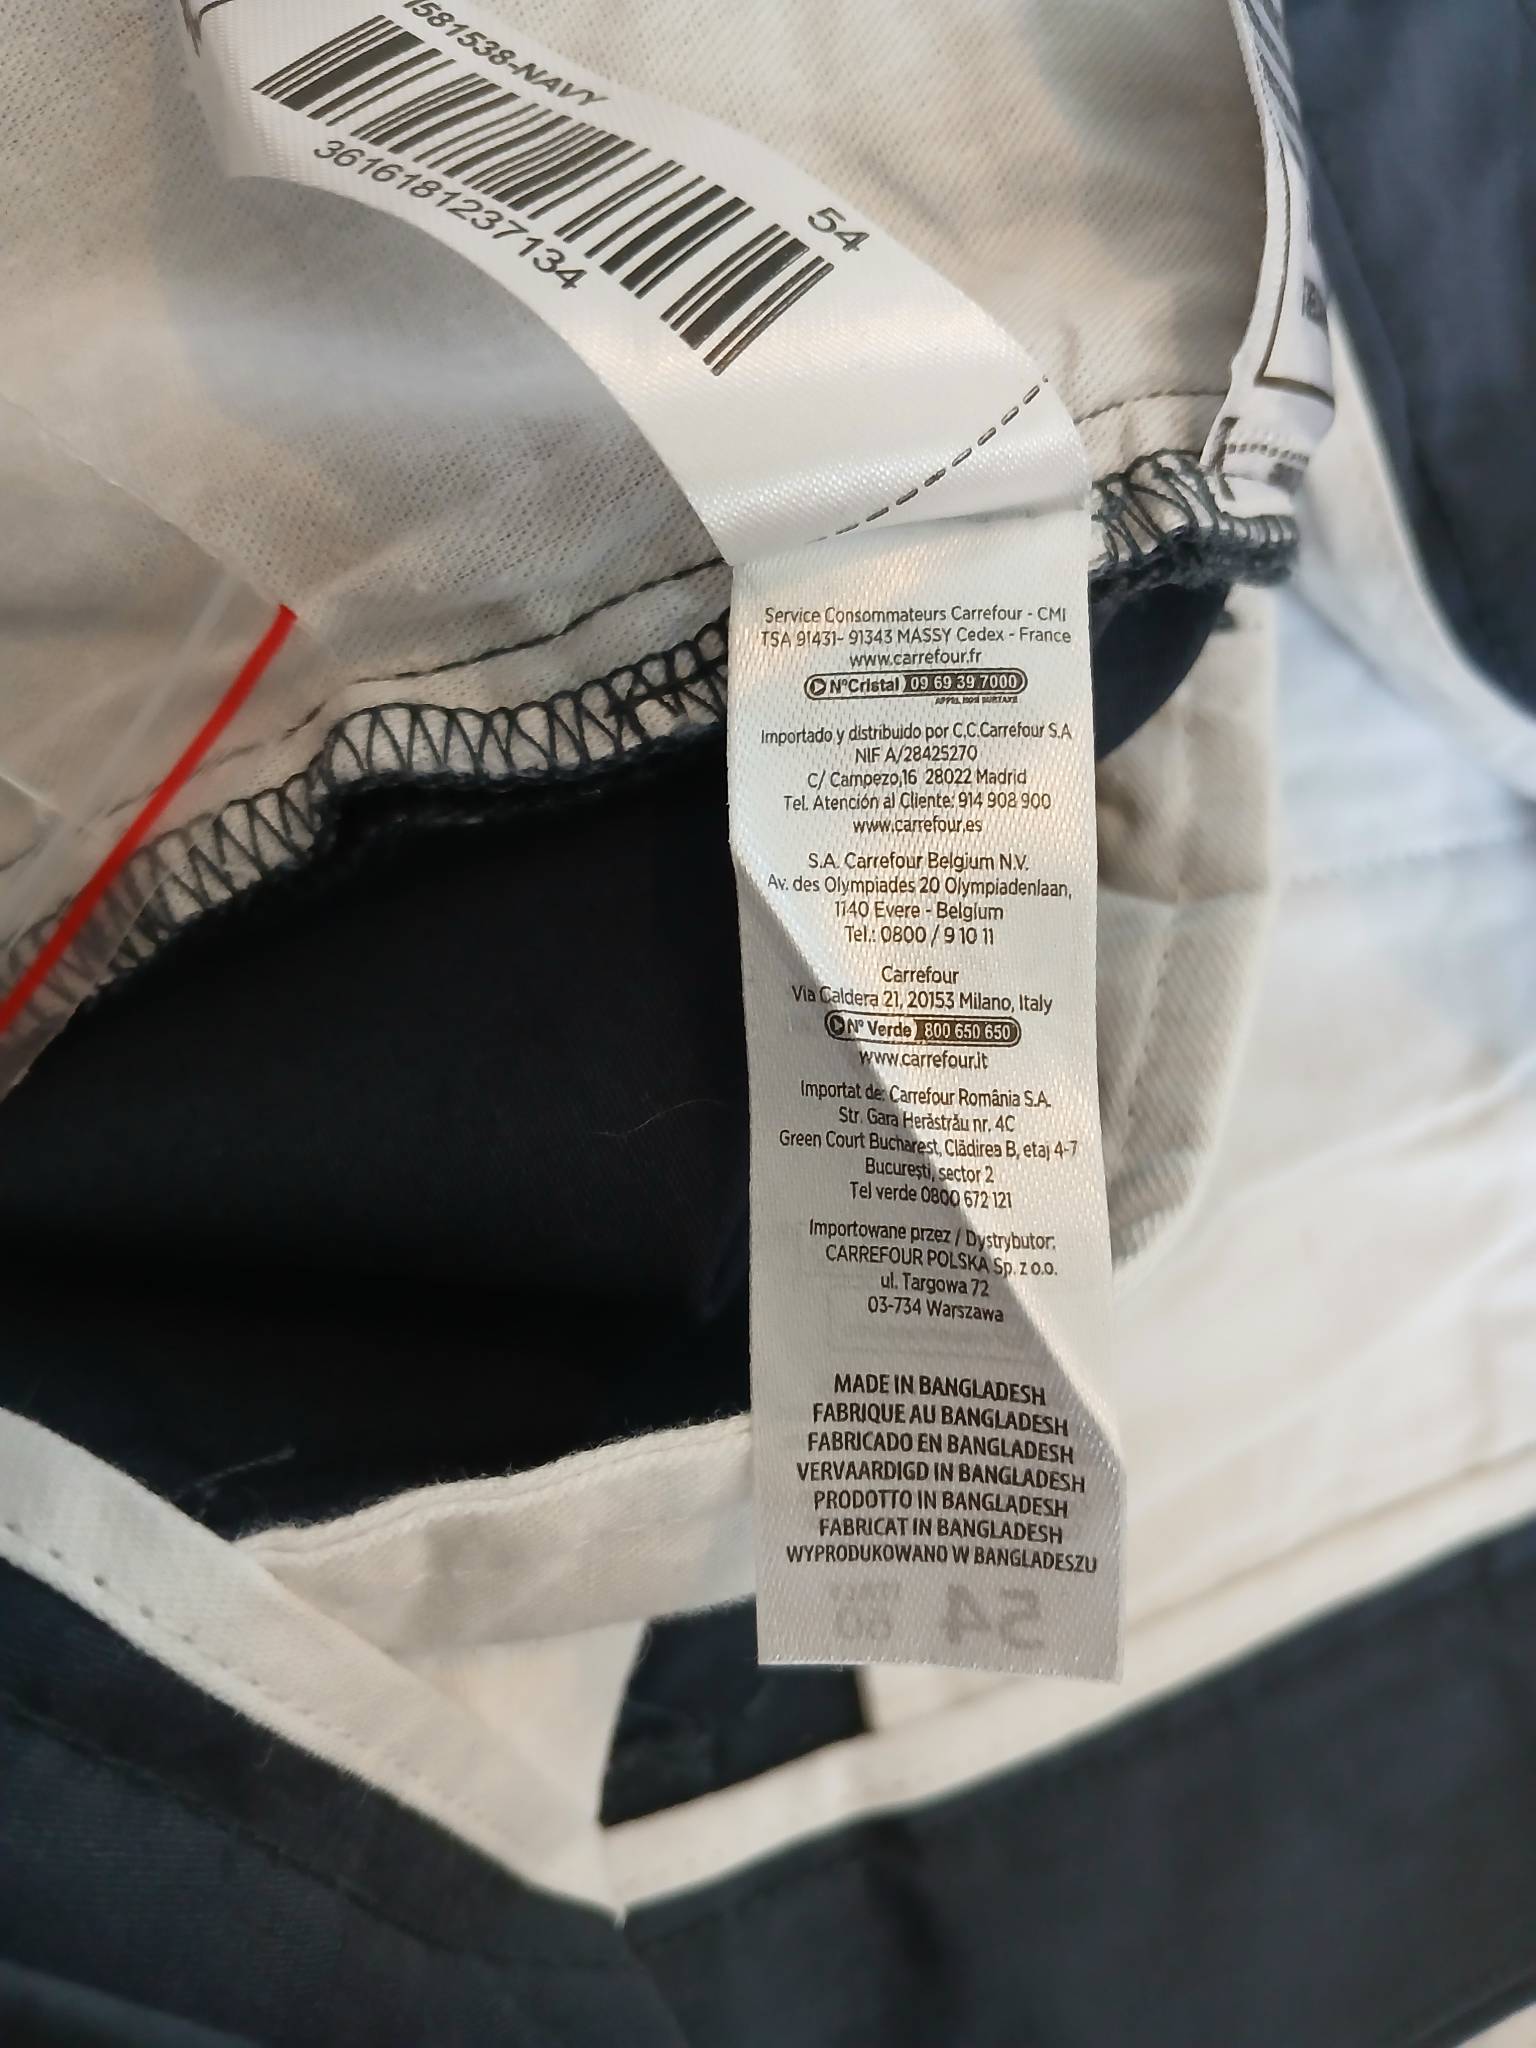 1581538-NAVY
54
3616181237134
Service Consommateurs Carrefour - CMI
TSA 91431- 91343 MASSY Cedex - France
www.carrefour.fr
N°Cristal 09 69 39 7000
APPEL NON SURTAXE
Importado y distribuido por C.C.Carrefour S.A
NIF A/28425270
C/ Campezo,16 28022 Madrid
Tel. Atención al Cliente: 914 908 900
www.carrefour.es
S.A. Carrefour Belgium N.V.
Av. des Olympiades 20 Olympiadenlaan,
1140 Evere - Belgium
Tel.: 0800 / 9 10 11
Carrefour
Via Caldera 21, 20153 Milano, Italy
N° Verde 800 650 650
www.carrefour.it
Importat de: Carrefour România S.A.
Str. Gara Herăstrău nr. 4C
Green Court Bucharest, Clădirea B, etaj 4-7
Bucureşti, sector 2
Tel verde 0800 672 121
Importowane przez / Dystrybutor:
CARREFOUR POLSKA Sp. z o.o.
ul. Targowa 72
03-734 Warszawa
MADE IN BANGLADESH
FABRIQUE AU BANGLADESH
FABRICADO EN BANGLADESH
VERVAARDIGD IN BANGLADESH
PRODOTTO IN BANGLADESH
FABRICAT IN BANGLADESH
WYPRODUKOWANO W BANGLADESZU
ITALY
54
60